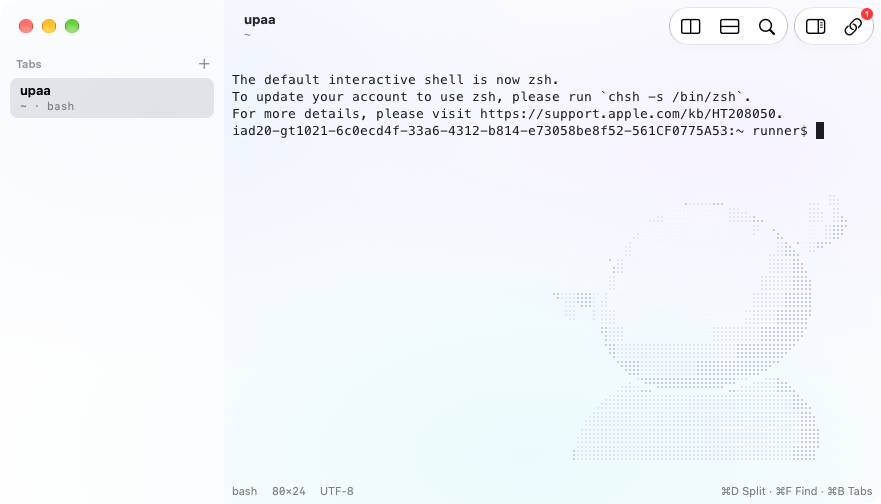 upaa
~
1
Tabs
+
upaa
~ · bash
The default interactive shell is now zsh.
To update your account to use zsh, please run `chsh -s /bin/zsh`.
For more details, please visit https://support.apple.com/kb/HT208050.
iad20-gt1021-6c0ecd4f-33a6-4312-b814-e73058be8f52-561CF0775A53:~ runner$
bash 80×24 UTF-8
⌘D Split · ⌘F Find · ⌘B Tabs